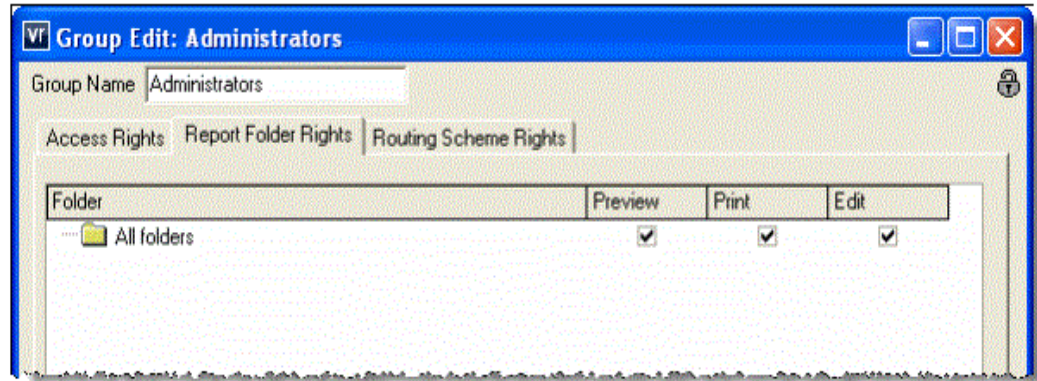 Vf Group Edit: Administrators
Group Name Administrators
Access Rights Report Folder Rights Routing Scheme Rights
Folder Preview Print Edit
All folders